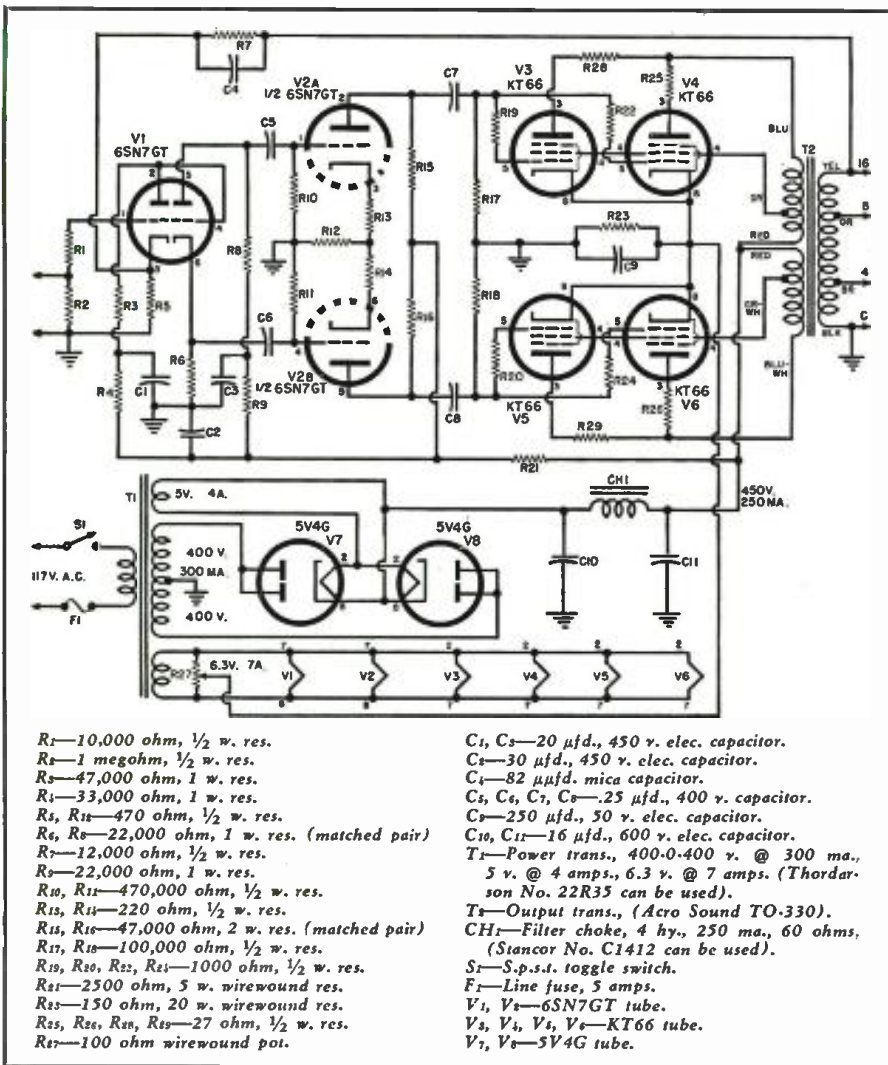 R7
C4
V2A
1/2 6SN7GT
C7
V3
KT66
R28
R25
V4
KT66
V1
6SN7GT
C5
R19
R22
BLU
T2
YEL
16
R10
R15
R13
R17
R1
R8
R12
R23
C9
RED
RED
OR
8
R2
R3
R5
R14
R11
R16
R18
4
C
BLK
R6
C6
R20
R24
BLU-
WH
R4
C1
C3
1/2 6SN7GT
V2B
R9
C8
KT66
V5
KT66
V6
C2
R29
R21
T1
5V. 4A.
CH1
450V.
250 MA.
S1
5V4G
V7
5V4G
V8
400 V.
300 MA.
400 V.
C10
C11
117V. A.C.
F1
R27
6.3V. 7A.
V1
V2
V3
V4
V5
V6
R1—10,000 ohm, ½ w. res.
R2—1 megohm, ½ w. res.
R3—47,000 ohm, 1 w. res.
R4—33,000 ohm, 1 w. res.
R5, R12—470 ohm, ½ w. res.
R6, R8—22,000 ohm, 1 w. res. (matched pair)
R7—12,000 ohm, ½ w. res.
R9—22,000 ohm, 1 w. res.
R10, R11—470,000 ohm, ½ w. res.
R13, R14—220 ohm, ½ w. res.
R15, R16—47,000 ohm, 2 w. res. (matched pair)
R17, R18—100,000 ohm, ½ w. res.
R19, R20, R22, R24—1000 ohm, ½ w. res.
R21—2500 ohm, 5 w. wirewound res.
R23—150 ohm, 20 w. wirewound res.
R25, R26, R28, R29—27 ohm, ½ w. res.
R27—100 ohm wirewound pot.
C1, C3—20 µfd., 450 v. elec. capacitor.
C2—30 µfd., 450 v. elec. capacitor.
C4—82 µµfd. mica capacitor.
C5, C6, C7, C8—.25 µfd., 400 v. capacitor.
C9—250 µfd., 50 v. elec. capacitor.
C10, C11—16 µfd., 600 v. elec. capacitor.
T1—Power trans., 400-0-400 v. @ 300 ma.,
5 v. @ 4 amps., 6.3 v. @ 7 amps. (Thordar-
son No. 22R35 can be used).
T2—Output trans., (Acro Sound TO-330).
CH1—Filter choke, 4 hy., 250 ma., 60 ohms,
(Stancor No. C1412 can be used).
S1—S.p.s.t. toggle switch.
F1—Line fuse, 5 amps.
V1, V2—6SN7GT tube.
V3, V4, V5, V6—KT66 tube.
V7, V8—5V4G tube.